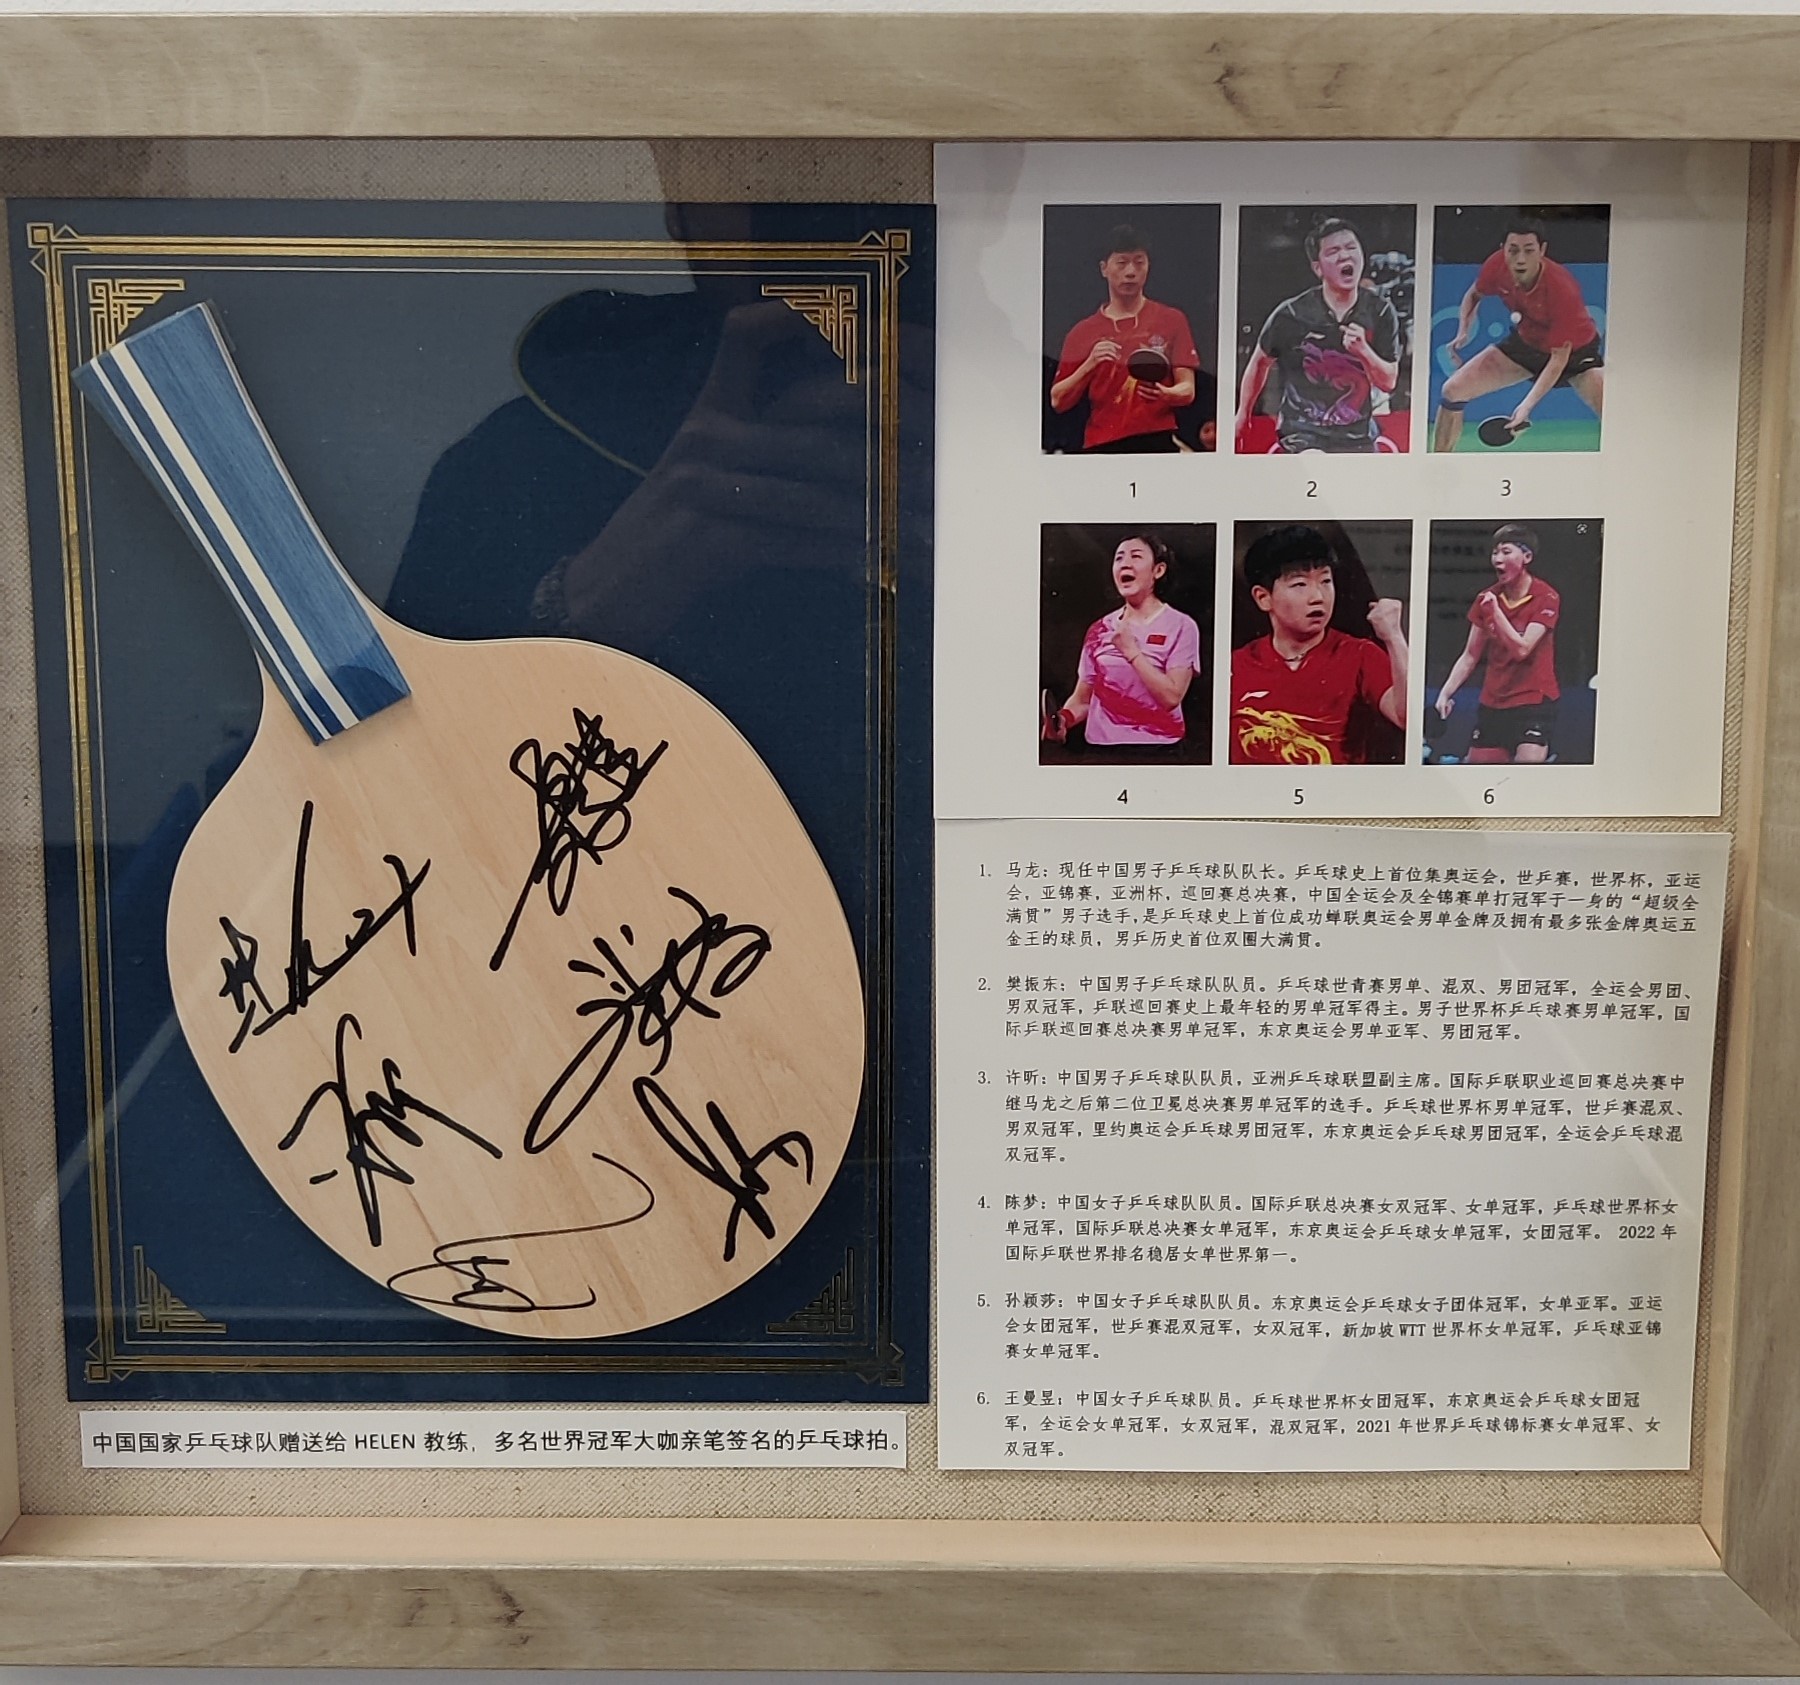 1
2
3
4
5
6
1. 马龙：现任中国男子乒乓球队队长。乒乓球史上首位集奥运会，世乒赛，世界杯，亚运
会，亚锦赛，亚洲杯，巡回赛总决赛，中国全运会及全锦赛单打冠军于一身的“超级全
满贯”男子选手，是乒乓球史上首位成功蝉联奥运会男单金牌及拥有最多张金牌奥运五
金王的球员，男乒历史首位双圈大满贯。
2. 樊振东：中国男子乒乓球队队员。乒乓球世青赛男单、混双、男团冠军，全运会男团、
男双冠军，乒联巡回赛史上最年轻的男单冠军得主。男子世界杯乒乓球赛男单冠军，国
际乒联巡回赛总决赛男单冠军，东京奥运会男单亚军、男团冠军。
3. 许昕：中国男子乒乓球队队员，亚洲乒乓球联盟副主席。国际乒联职业巡回赛总决赛中
继马龙之后第二位卫冕总决赛男单冠军的选手。乒乓球世界杯男单冠军，世乒赛混双、
男双冠军，里约奥运会乒乓球男团冠军，东京奥运会乒乓球男团冠军，全运会乒乓球混
双冠军。
4. 陈梦：中国女子乒乓球队队员。国际乒联总决赛女双冠军、女单冠军，乒乓球世界杯女
单冠军，国际乒联总决赛女单冠军，东京奥运会乒乓球女单冠军，女团冠军。 2022 年
国际乒联世界排名稳居女单世界第一。
5. 孙颖莎：中国女子乒乓球队队员。东京奥运会乒乓球女子团体冠军，女单亚军。亚运
会女团冠军，世乒赛混双冠军，女双冠军，新加坡 WTT 世界杯女单冠军，乒乓球亚锦
赛女单冠军。
6. 王曼昱：中国女子乒乓球队员。乒乓球世界杯女团冠军，东京奥运会乒乓球女团冠
军，全运会女单冠军，女双冠军，混双冠军，2021 年世界乒乓球锦标赛女单冠军、女
双冠军。
中国国家乒乓球队赠送给 HELEN 教练，多名世界冠军大咖亲笔签名的乒乓球拍。